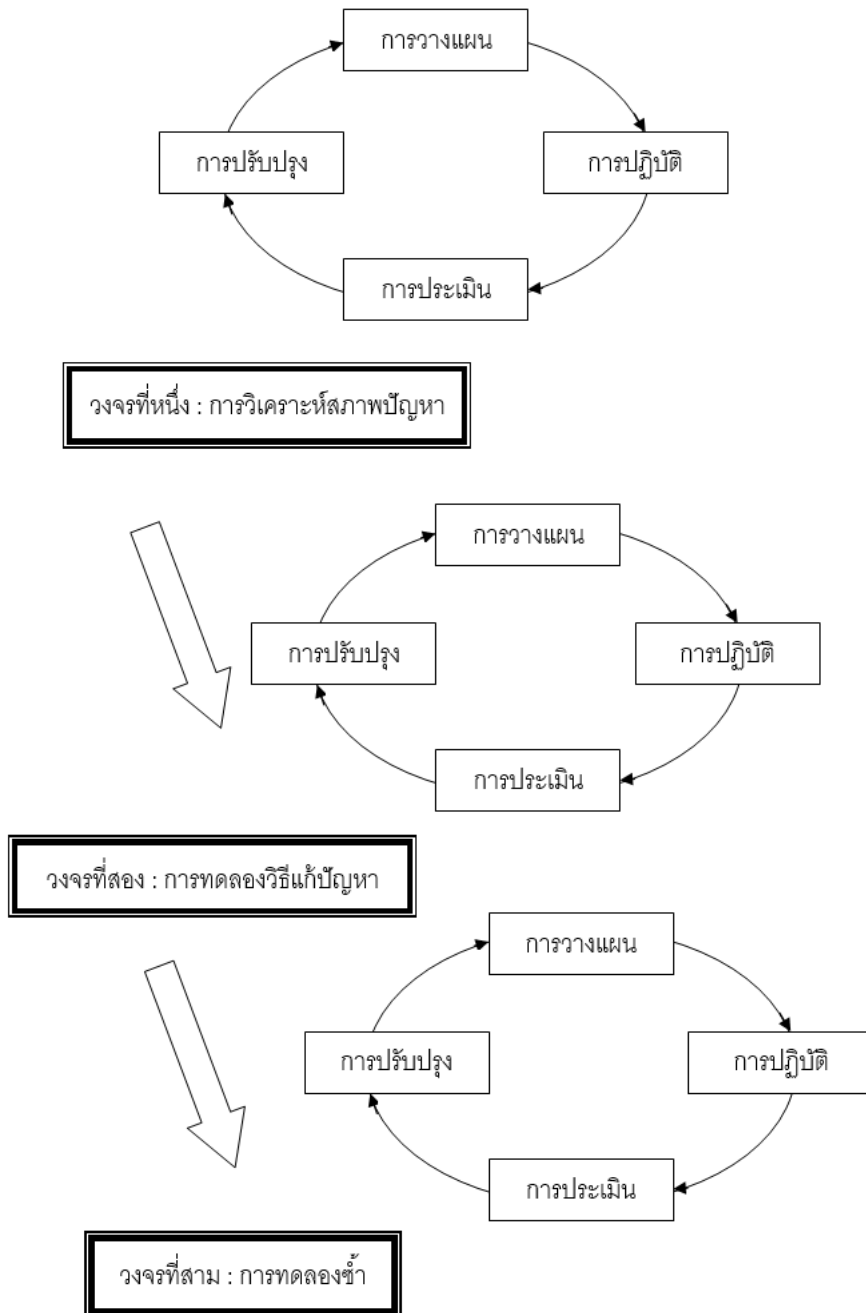 การวางแผน
การปรับปรุง
การปฏิบัติ
การประเมิน
วงจรที่หนึ่ง : การวิเคราะห์สภาพปัญหา
การวางแผน
การปรับปรุง
การปฏิบัติ
การประเมิน
วงจรที่สอง : การทดลองวิธีแก้ปัญหา
การวางแผน
การปรับปรุง
การปฏิบัติ
การประเมิน
วงจรที่สาม : การทดลองซ้ำ